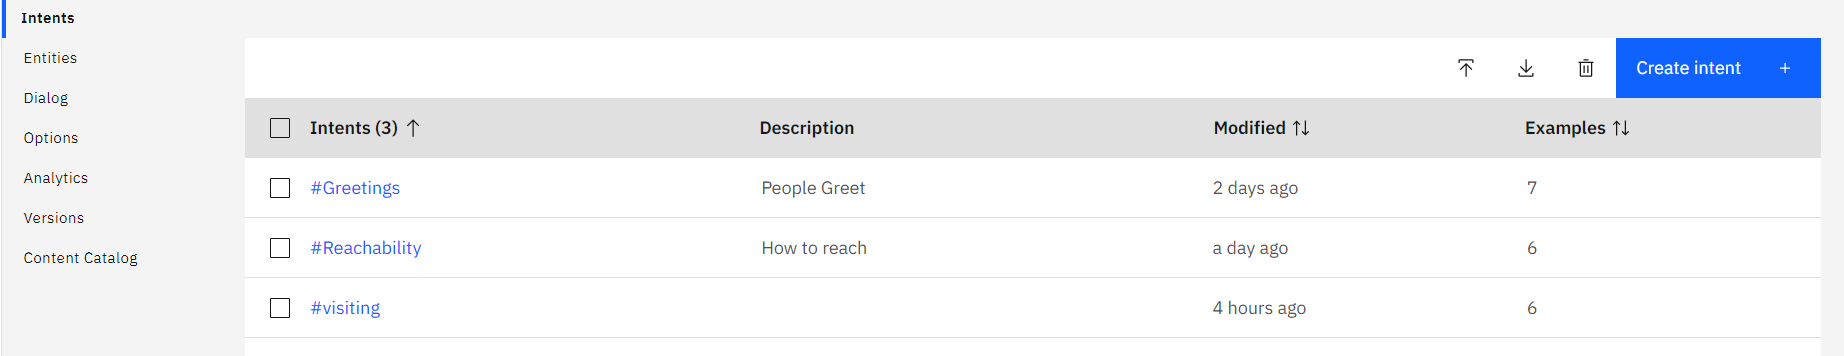 Intents
Entities
Dialog
Options
Analytics
Versions
Content Catalog
Create intent +
Intents (3) Description Modified Examples
#Greetings People Greet 2 days ago 7
#Reachability How to reach a day ago 6
#visiting 4 hours ago 6